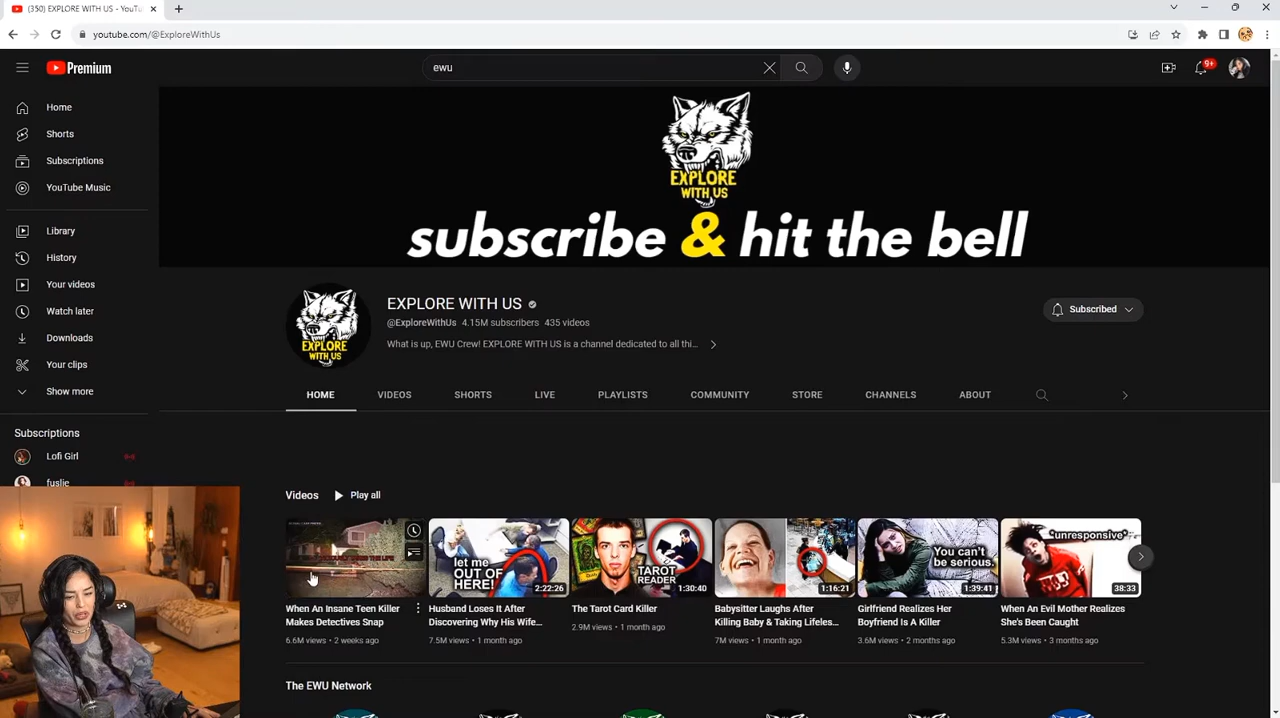 (350) EXPLORE WITH US - YouTu
youtube.com/@ExploreWithUs
Premium
ewu
9+
Home
Shorts
Subscriptions
YouTube Music
Library
History
Your videos
Watch later
Downloads
Your clips
Show more
Subscriptions
Lofi Girl
fuslie
EXPLORE
WITH US
subscribe & hit the bell
EXPLORE
WITH US
EXPLORE WITH US
@ExploreWithUs 4.15M subscribers 435 videos
What is up, EWU Crew! EXPLORE WITH US is a channel dedicated to all thi...
Subscribed
HOME
VIDEOS
SHORTS
LIVE
PLAYLISTS
COMMUNITY
STORE
CHANNELS
ABOUT
Videos
Play all
When An Insane Teen Killer
Makes Detectives Snap
6.6M views • 2 weeks ago
let me
OUT OF
HERE!
2:22:26
Husband Loses It After
Discovering Why His Wife...
7.5M views • 1 month ago
TAROT
READER
1:30:40
The Tarot Card Killer
2.9M views • 1 month ago
1:16:21
Babysitter Laughs After
Killing Baby & Taking Lifeles...
7M views • 1 month ago
You can't
be serious.
1:39:41
Girlfriend Realizes Her
Boyfriend Is A Killer
3.6M views • 2 months ago
*unresponsive*
38:33
When An Evil Mother Realizes
She's Been Caught
5.3M views • 3 months ago
The EWU Network